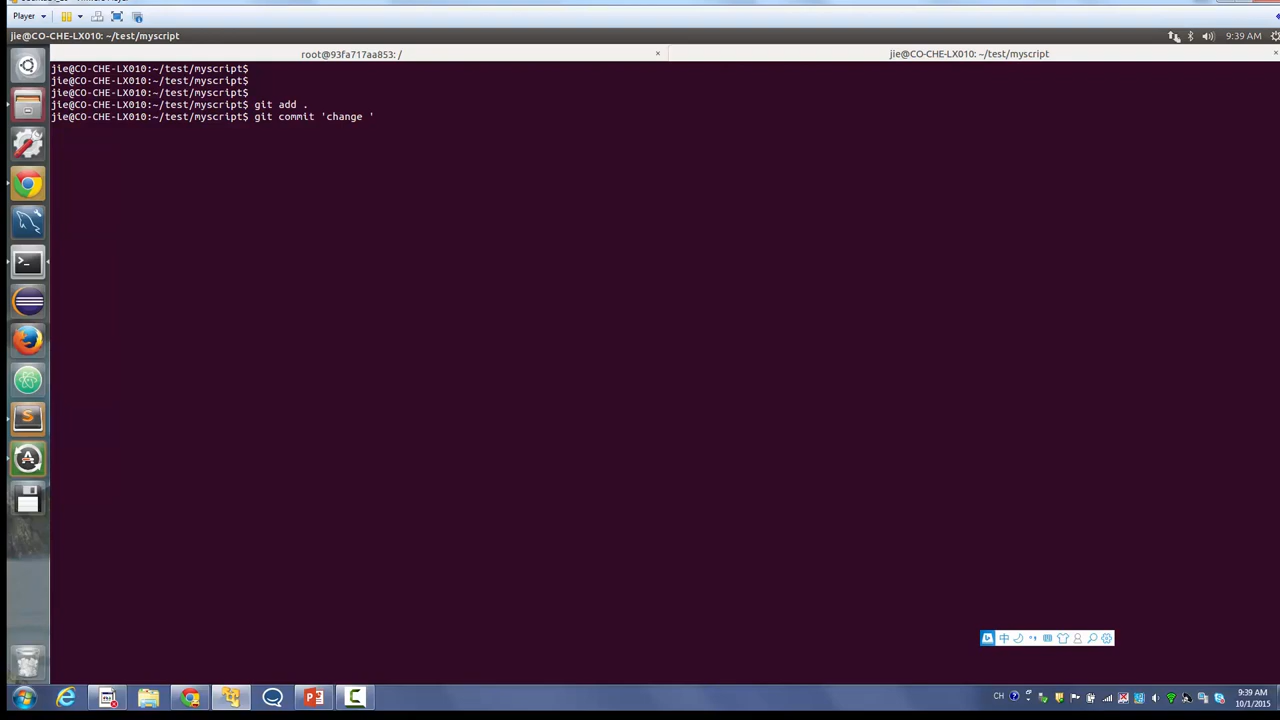 Player
jie@CO-CHE-LX010: ~/test/myscript
9:39 AM
root@93fa717aa853: /
jie@CO-CHE-LX010: ~/test/myscript
jie@CO-CHE-LX010:~/test/myscript$
jie@CO-CHE-LX010:~/test/myscript$
jie@CO-CHE-LX010:~/test/myscript$
jie@CO-CHE-LX010:~/test/myscript$ git add .
jie@CO-CHE-LX010:~/test/myscript$ git commit 'change '
中
CH
9:39 AM
10/1/2015